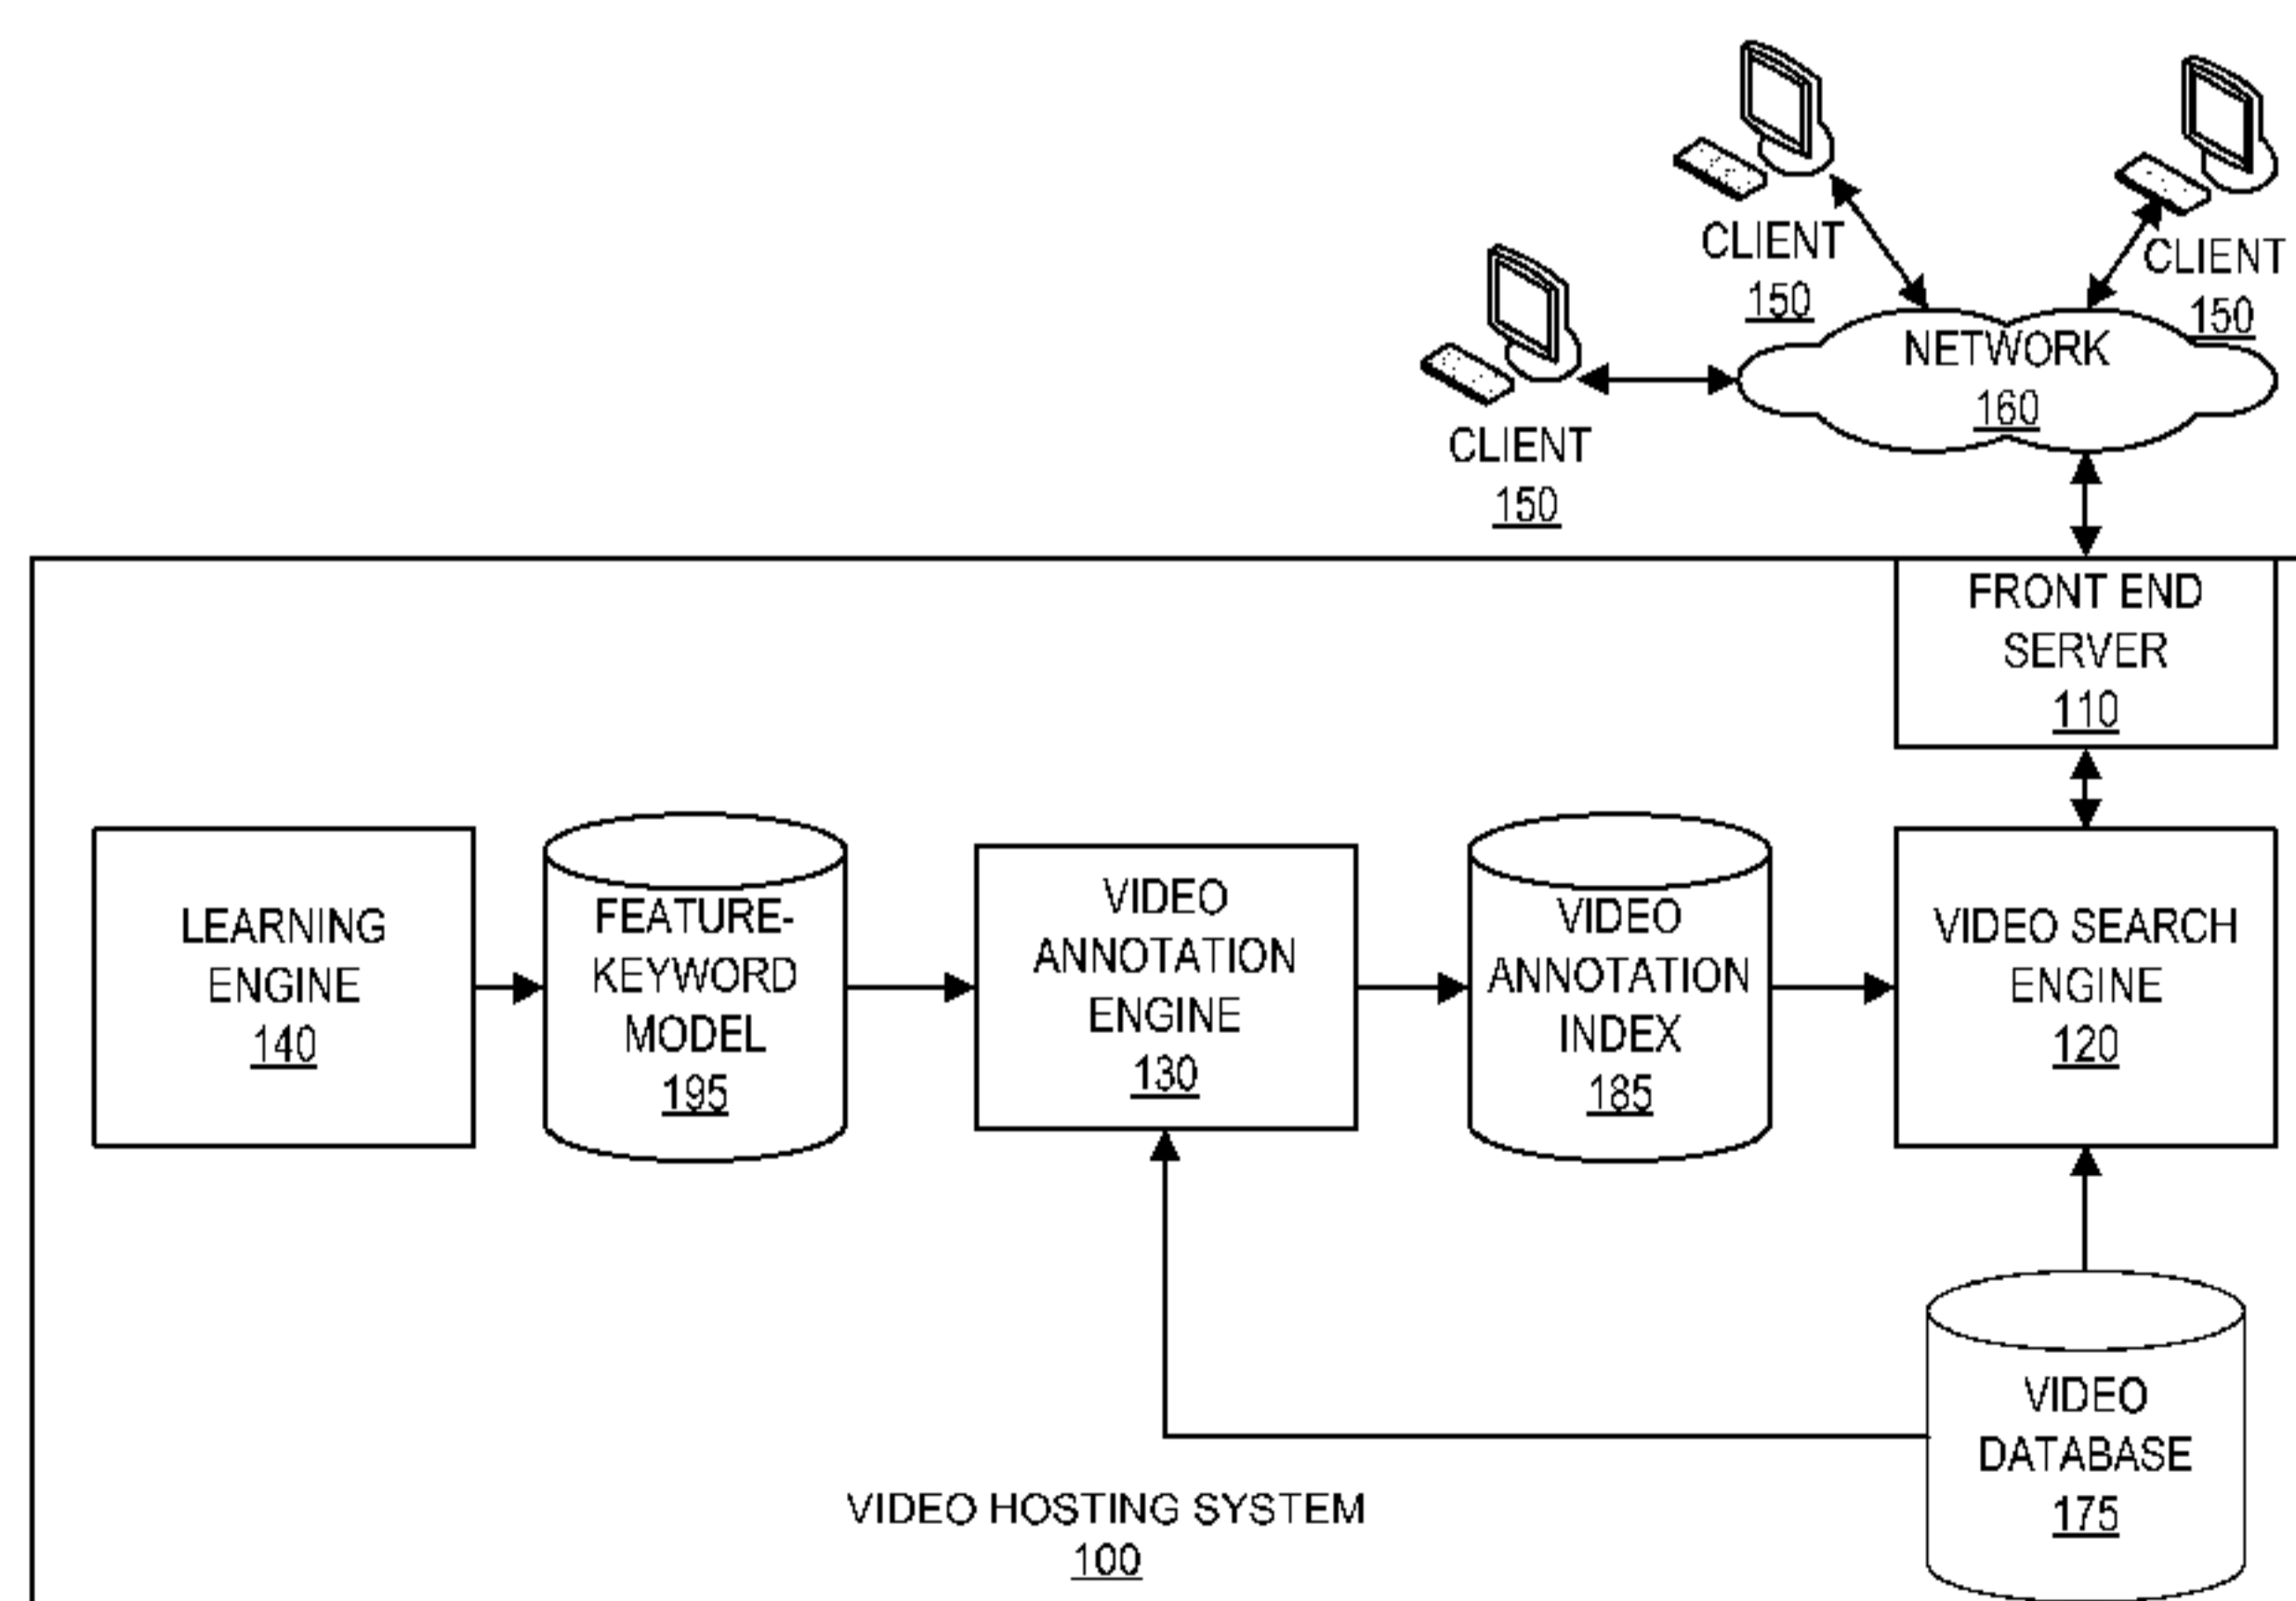 CLIENT
150
CLIENT
150
CLIENT
150
NETWORK
160
FRONT END
SERVER
110
LEARNING
ENGINE
140
FEATURE-
KEYWORD
MODEL
195
VIDEO
ANNOTATION
ENGINE
130
VIDEO
ANNOTATION
INDEX
185
VIDEO SEARCH
ENGINE
120
VIDEO
DATABASE
175
VIDEO HOSTING SYSTEM
100